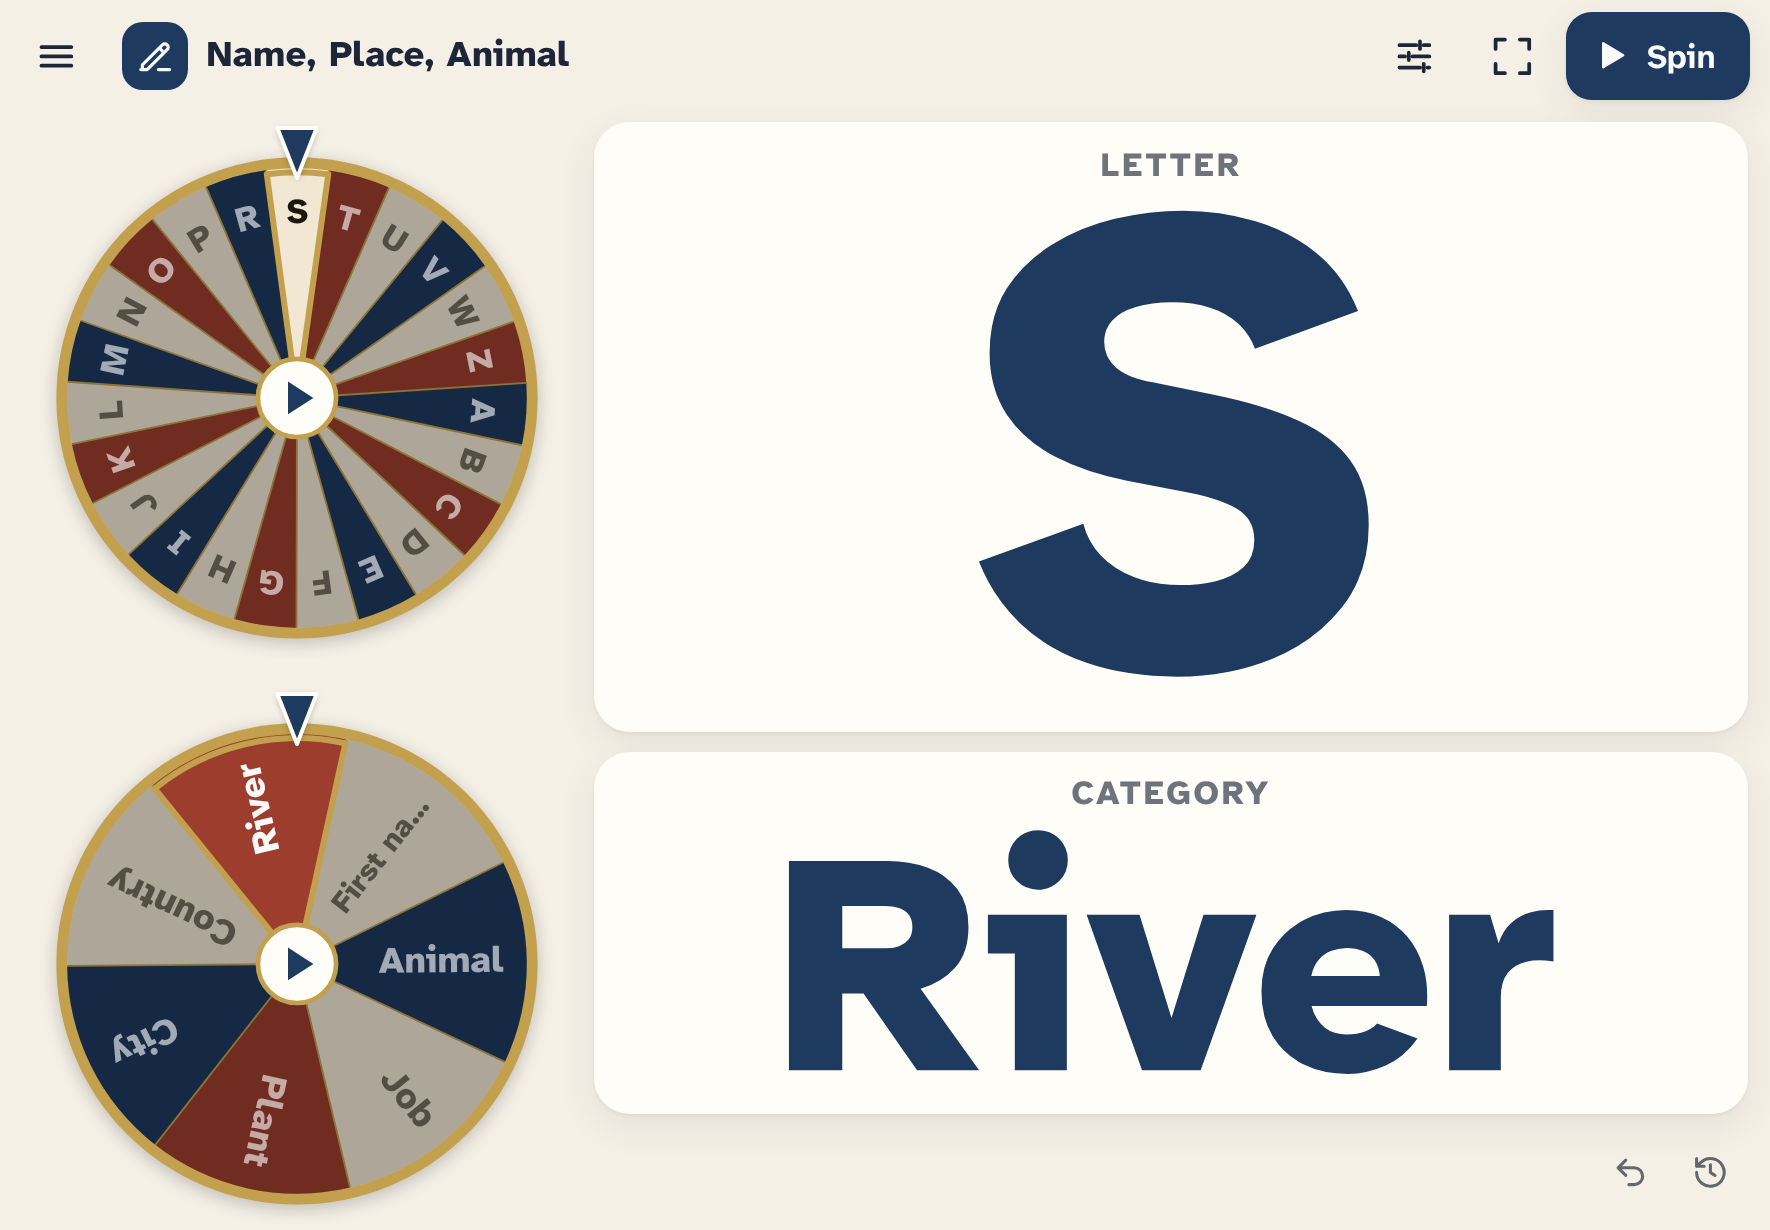 Name, Place, Animal
Spin
S
T
U
V
W
Z
A
B
C
D
E
F
G
H
I
J
K
L
M
N
O
P
R
LETTER
S
River
First na...
Animal
Job
Plant
City
Country
CATEGORY
River